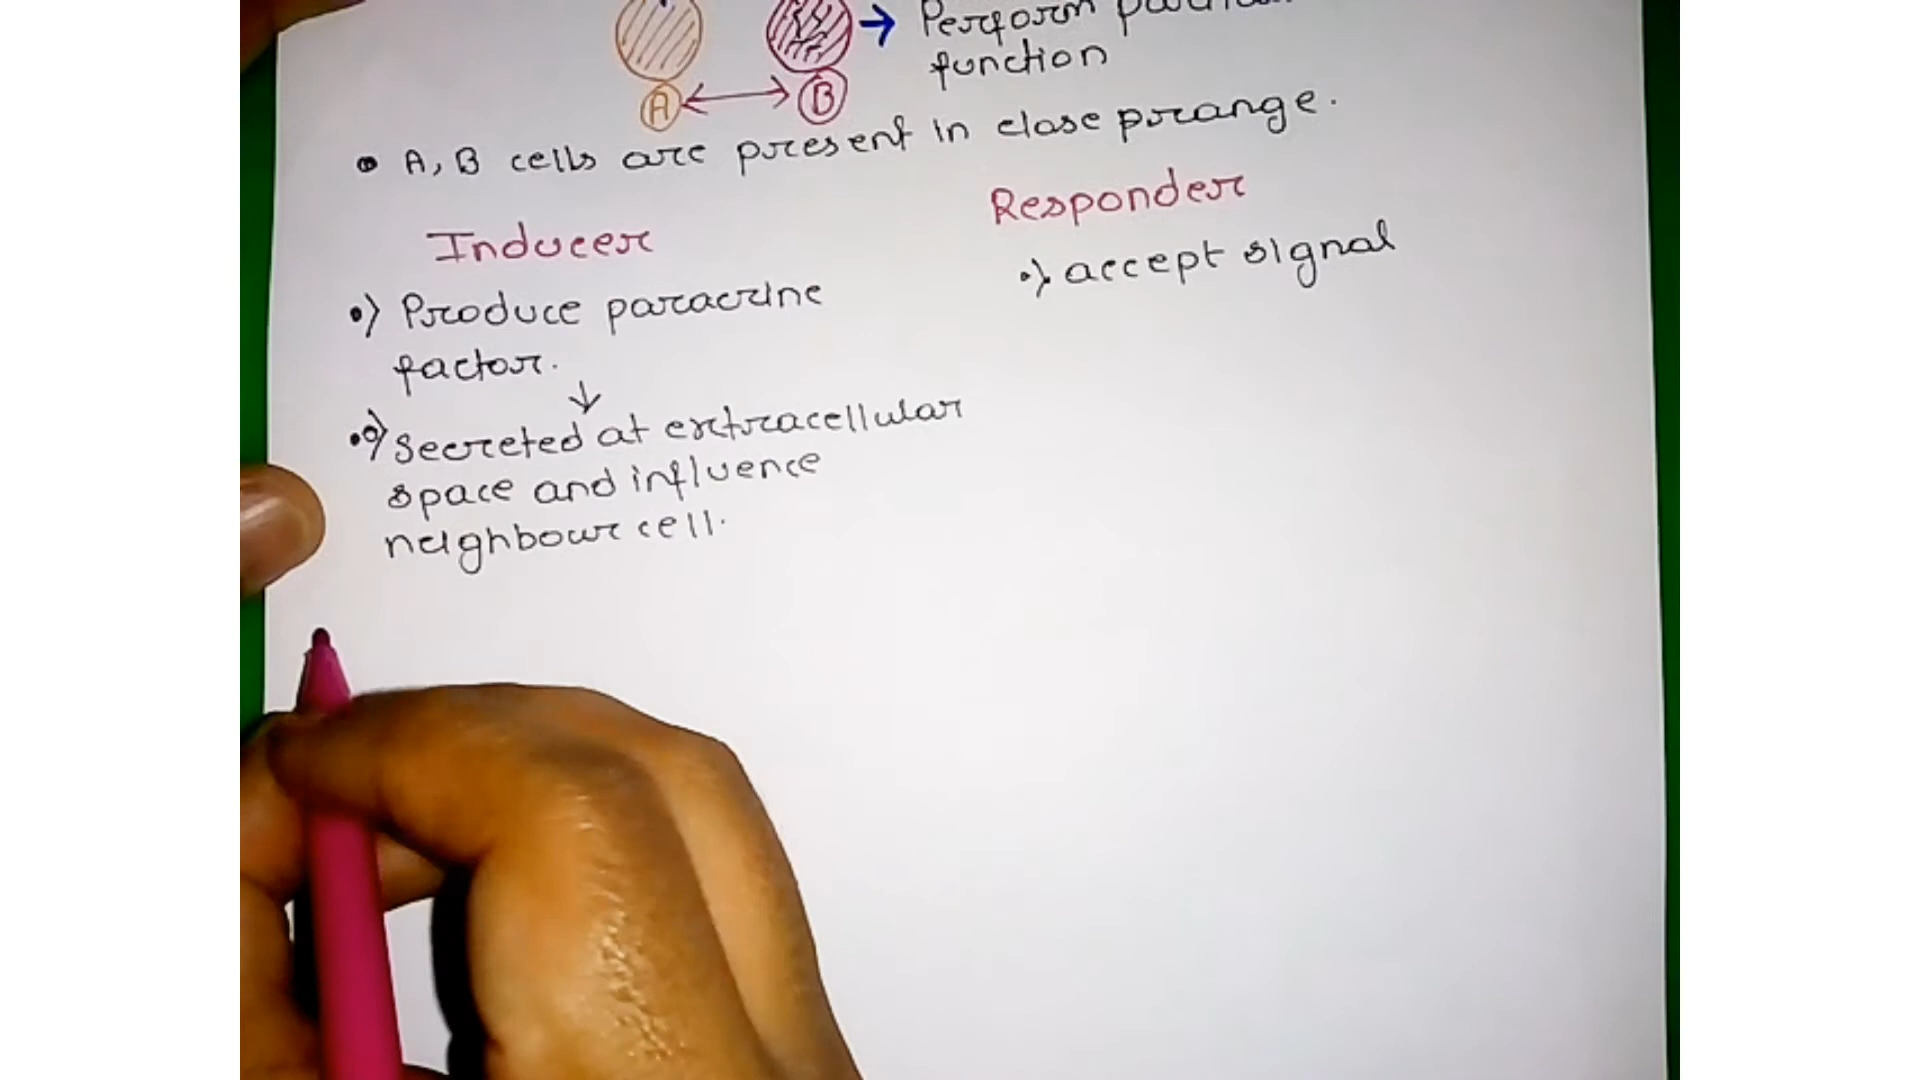 Perform
function
A B
A, B cells are present in close prange.
Inducer
Responder
•) Produce paracrine
factor.
•) accept signal
↓
••) Secreted at extracellular
space and influence
neighbour cell.